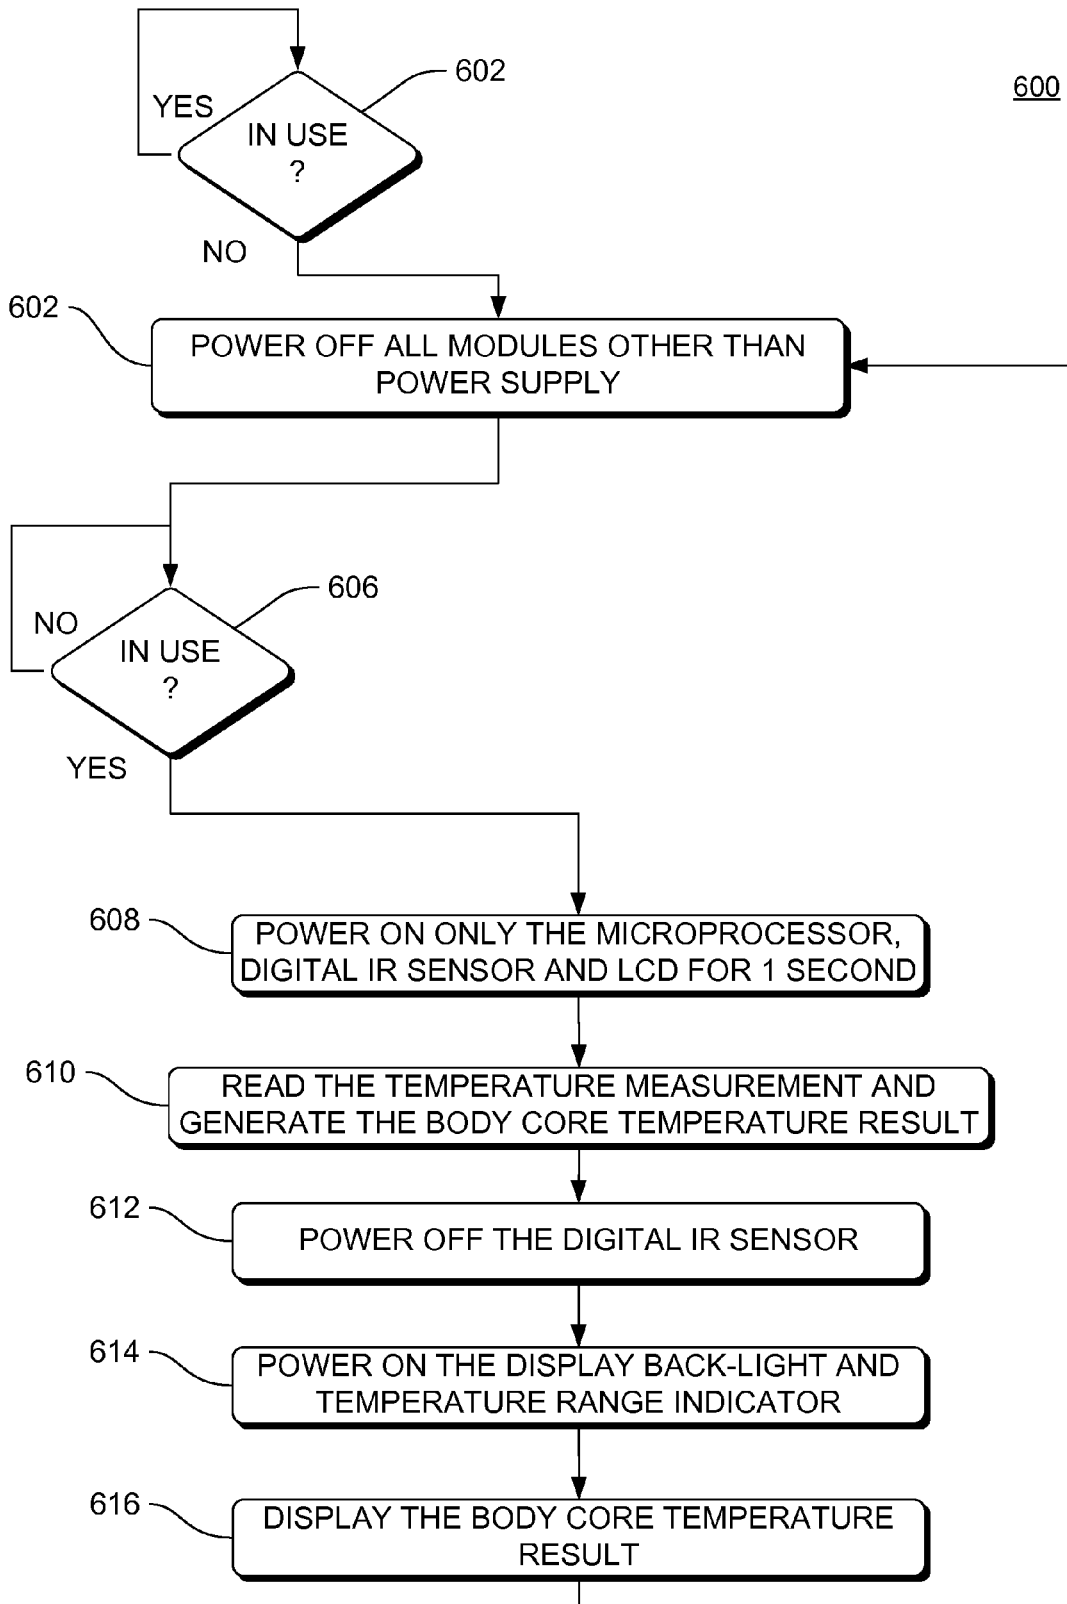 602
600
YES
IN USE
?
NO
602
POWER OFF ALL MODULES OTHER THAN
POWER SUPPLY
606
NO
IN USE
?
YES
608
POWER ON ONLY THE MICROPROCESSOR,
DIGITAL IR SENSOR AND LCD FOR 1 SECOND
610
READ THE TEMPERATURE MEASUREMENT AND
GENERATE THE BODY CORE TEMPERATURE RESULT
612
POWER OFF THE DIGITAL IR SENSOR
614
POWER ON THE DISPLAY BACK-LIGHT AND
TEMPERATURE RANGE INDICATOR
616
DISPLAY THE BODY CORE TEMPERATURE
RESULT